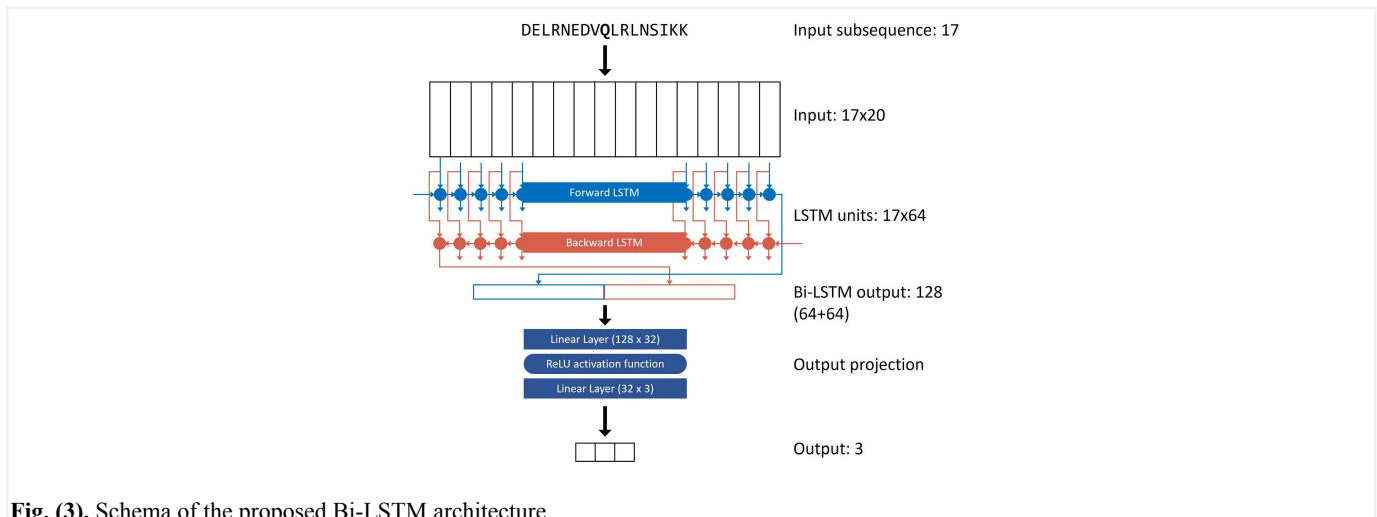 DELRNEDVQLRLNSIKK
Input subsequence: 17
Input: 17x20
Forward LSTM
LSTM units: 17x64
Backward LSTM
Bi-LSTM output: 128
(64+64)
Linear Layer (128 x 32)
ReLU activation function
Output projection
Linear Layer (32 x 3)
Output: 3
Fig. (3). Schema of the proposed Bi-LSTM architecture